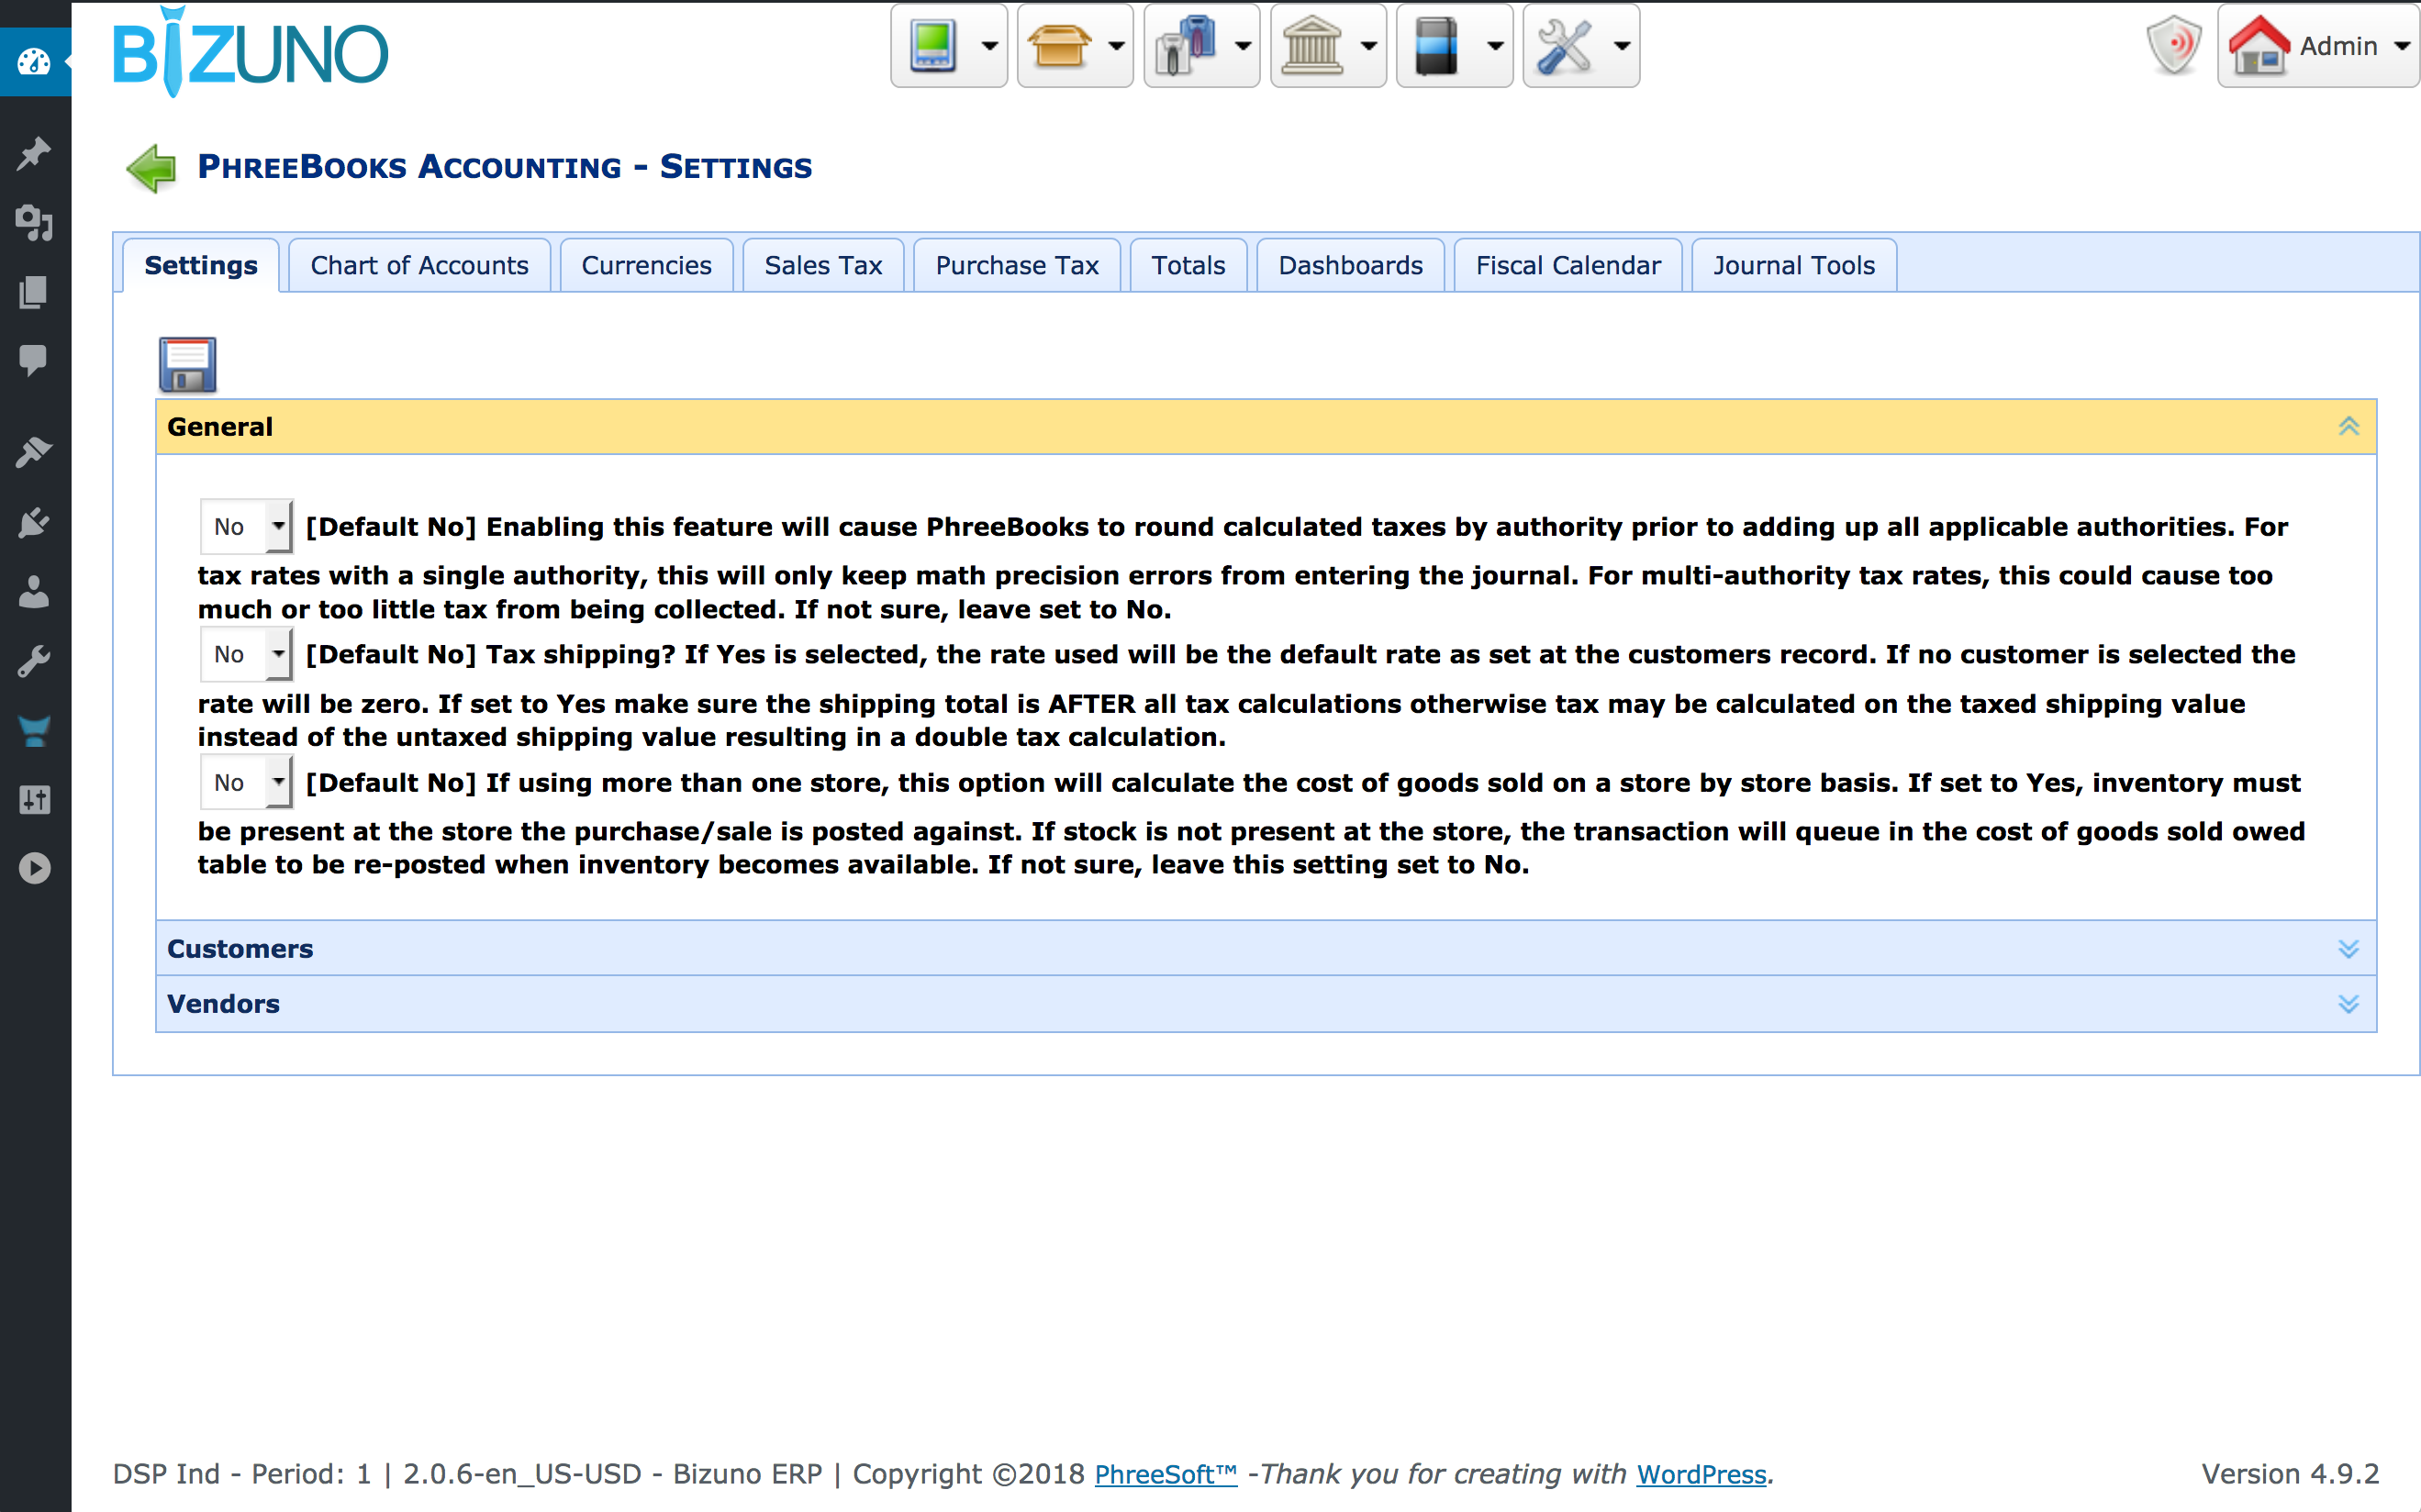 BIZUNO
Admin
PhreeBooks Accounting - Settings
Settings
Chart of Accounts
Currencies
Sales Tax
Purchase Tax
Totals
Dashboards
Fiscal Calendar
Journal Tools
General
No [Default No] Enabling this feature will cause PhreeBooks to round calculated taxes by authority prior to adding up all applicable authorities. For
tax rates with a single authority, this will only keep math precision errors from entering the journal. For multi-authority tax rates, this could cause too
much or too little tax from being collected. If not sure, leave set to No.
No [Default No] Tax shipping? If Yes is selected, the rate used will be the default rate as set at the customers record. If no customer is selected the
rate will be zero. If set to Yes make sure the shipping total is AFTER all tax calculations otherwise tax may be calculated on the taxed shipping value
instead of the untaxed shipping value resulting in a double tax calculation.
No [Default No] If using more than one store, this option will calculate the cost of goods sold on a store by store basis. If set to Yes, inventory must
be present at the store the purchase/sale is posted against. If stock is not present at the store, the transaction will queue in the cost of goods sold owed
table to be re-posted when inventory becomes available. If not sure, leave this setting set to No.
Customers
Vendors
DSP Ind - Period: 1 | 2.0.6-en_US-USD - Bizuno ERP | Copyright ©2018 PhreeSoft™ -Thank you for creating with WordPress.
Version 4.9.2